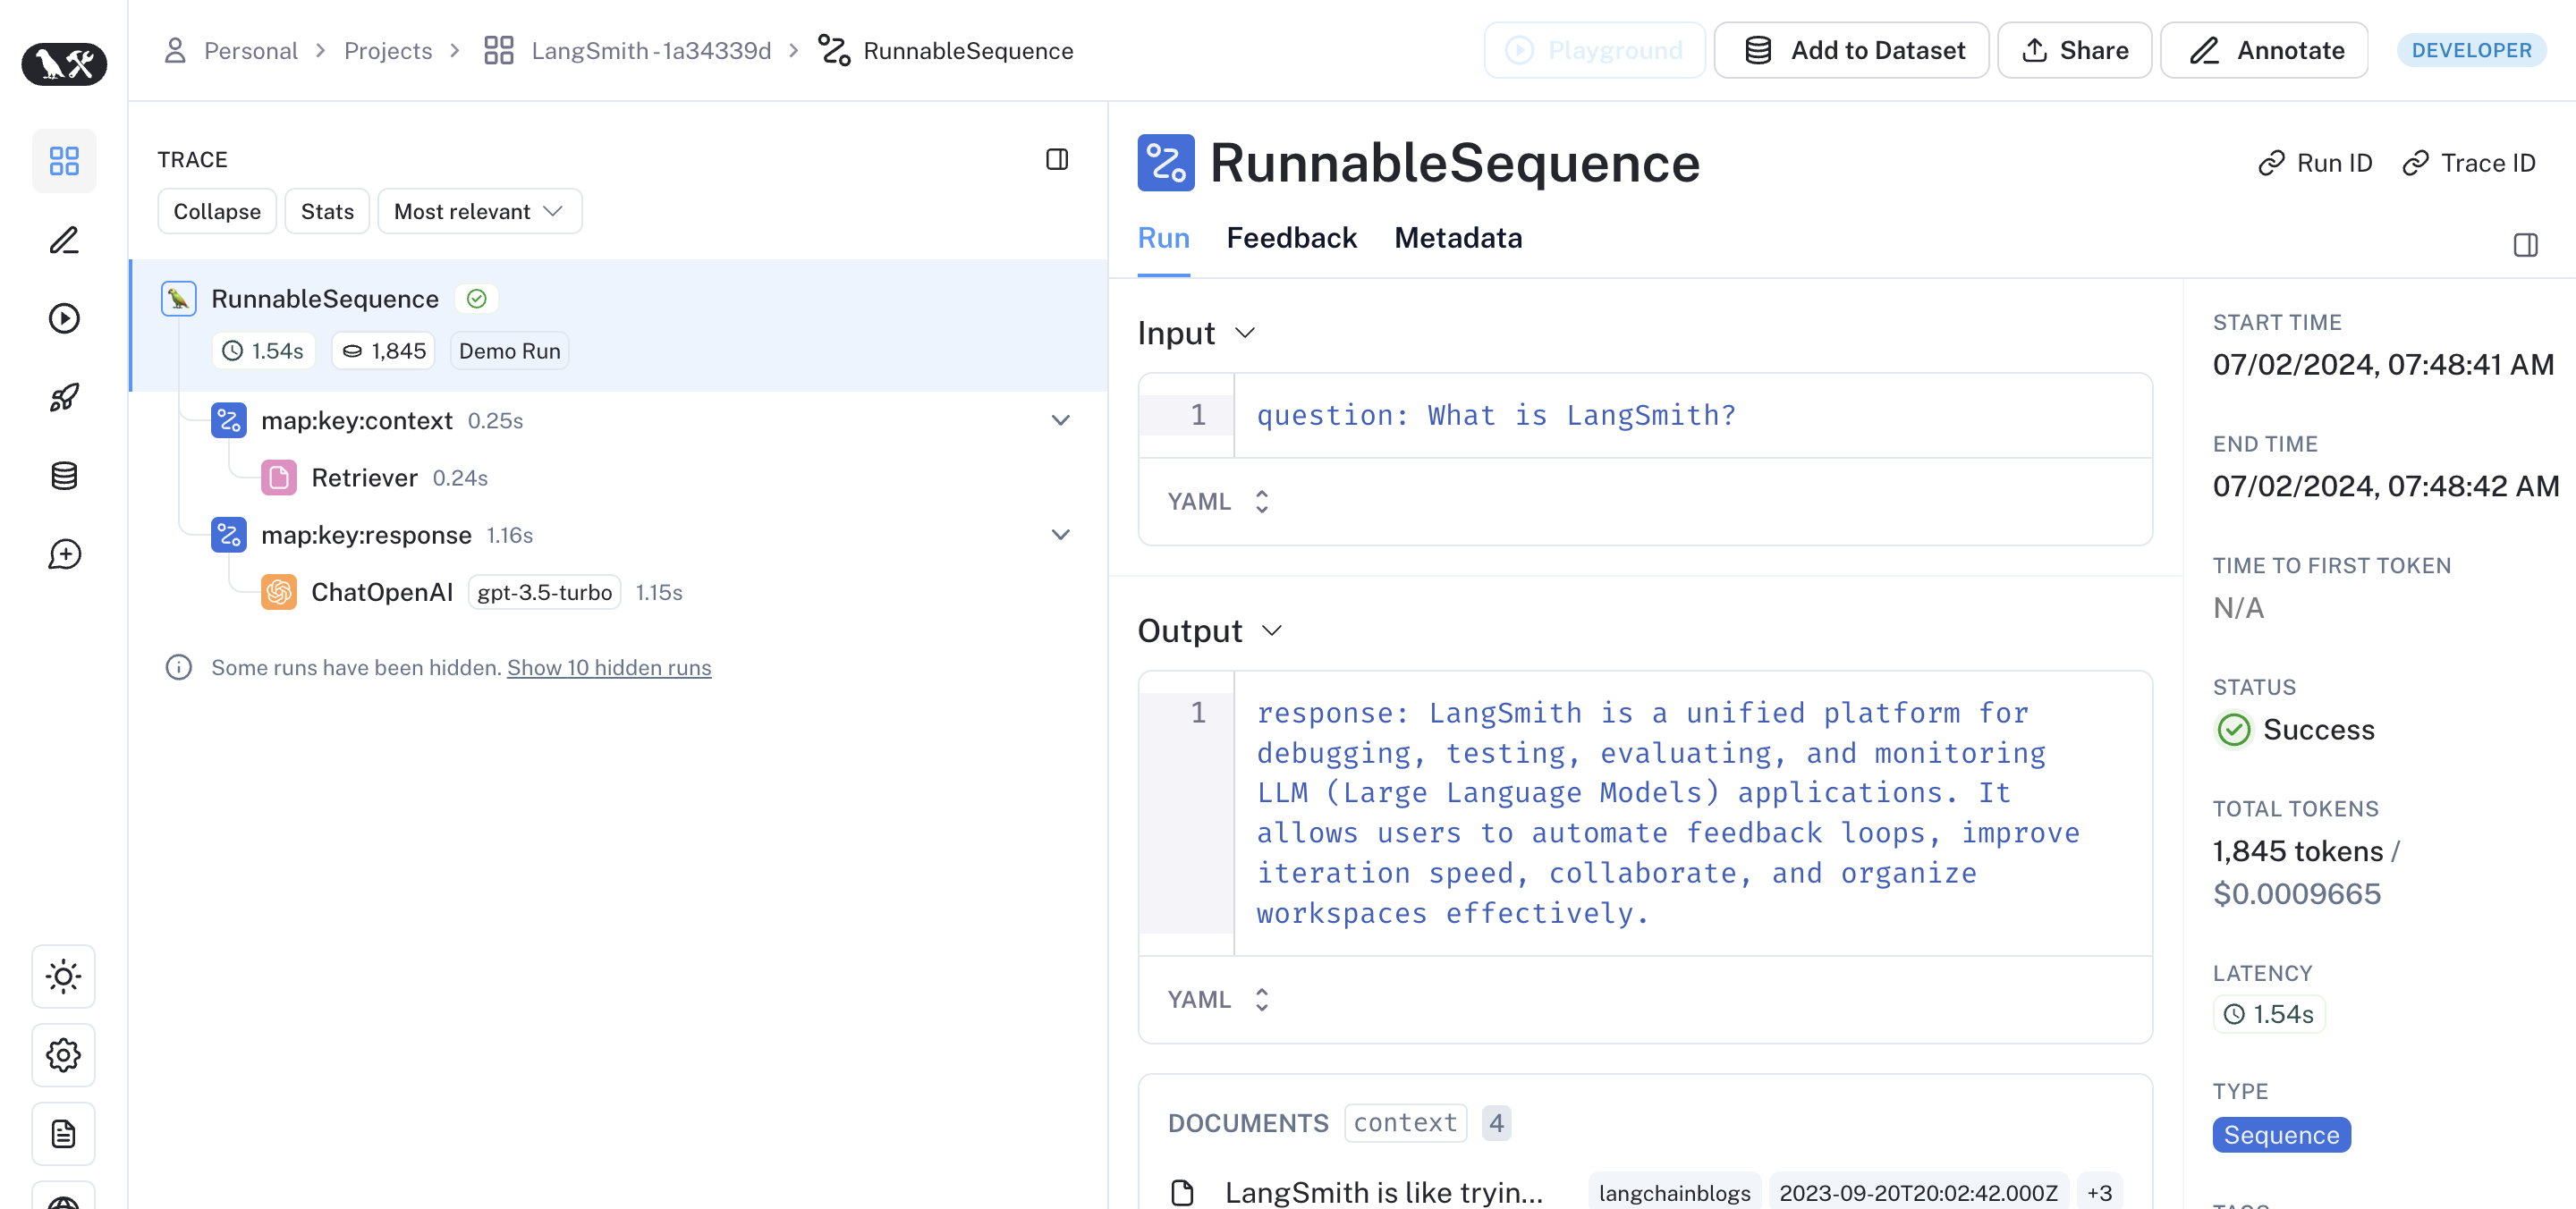 Personal > Projects > LangSmith - 1a34339d > RunnableSequence
Playground
Add to Dataset
Share
Annotate
DEVELOPER
TRACE
Collapse
Stats
Most relevant
RunnableSequence
1.54s
1,845
Demo Run
map:key:context 0.25s
Retriever 0.24s
map:key:response 1.16s
ChatOpenAI gpt-3.5-turbo 1.15s
Some runs have been hidden. Show 10 hidden runs
RunnableSequence
Run ID
Trace ID
Run
Feedback
Metadata
Input
1
question: What is LangSmith?
YAML
Output
1
response: LangSmith is a unified platform for
debugging, testing, evaluating, and monitoring
LLM (Large Language Models) applications. It
allows users to automate feedback loops, improve
iteration speed, collaborate, and organize
workspaces effectively.
YAML
DOCUMENTS context 4
LangSmith is like tryin... langchainblogs 2023-09-20T20:02:42.000Z +3
START TIME
07/02/2024, 07:48:41 AM
END TIME
07/02/2024, 07:48:42 AM
TIME TO FIRST TOKEN
N/A
STATUS
Success
TOTAL TOKENS
1,845 tokens /
$0.0009665
LATENCY
1.54s
TYPE
Sequence